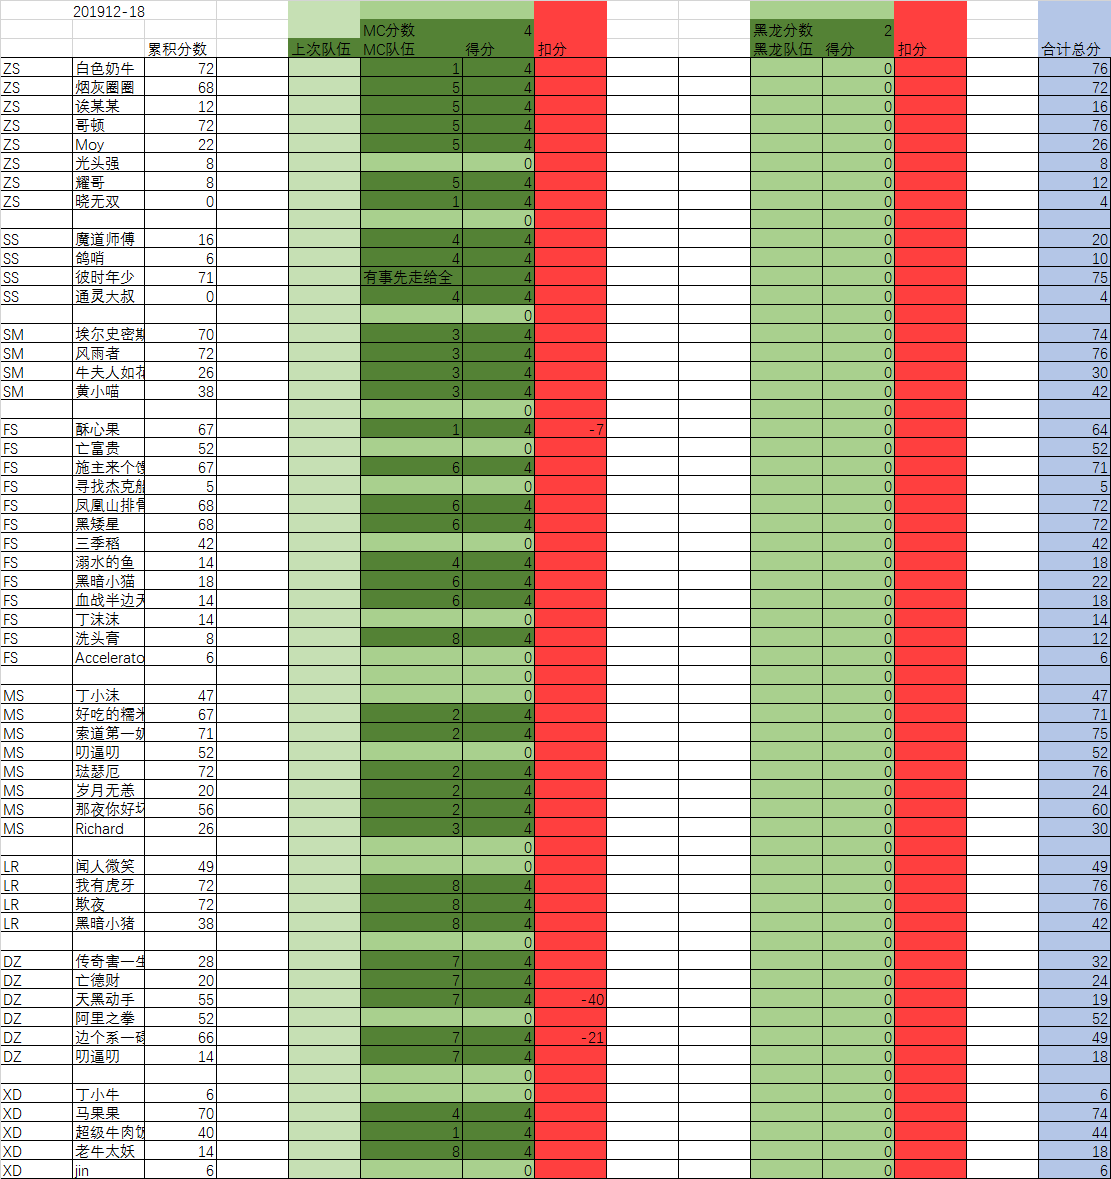 201912-18
MC分数 4 黑龙分数 2
累积分数 上次队伍 MC队伍 得分 扣分 黑龙队伍 得分 扣分 合计总分
ZS 白色奶牛 72 1 4 0 76
ZS 烟灰圈圈 68 5 4 0 72
ZS 诶某某 12 5 4 0 16
ZS 哥顿 72 5 4 0 76
ZS Moy 22 5 4 0 26
ZS 光头强 8 0 0 8
ZS 耀哥 8 5 4 0 12
ZS 晓无双 0 1 4 0 4
0 0
SS 魔道师傅 16 4 4 0 20
SS 鸽哨 6 4 4 0 10
SS 彼时年少 71 有事先走给全 4 0 75
SS 通灵大叔 0 4 4 0 4
0 0
SM 埃尔史密斯 70 3 4 0 74
SM 风雨者 72 3 4 0 76
SM 牛夫人如花 26 3 4 0 30
SM 黄小喵 38 3 4 0 42
0 0
FS 酥心果 67 1 4 -7 0 64
FS 亡富贵 52 0 0 52
FS 施主来个馒 67 6 4 0 71
FS 寻找杰克船 5 0 0 5
FS 凤凰山排骨 68 6 4 0 72
FS 黑矮星 68 6 4 0 72
FS 三季稻 42 0 0 42
FS 溺水的鱼 14 4 4 0 18
FS 黑暗小猫 18 6 4 0 22
FS 血战半边天 14 6 4 0 18
FS 丁沫沫 14 0 0 14
FS 洗头膏 8 8 4 0 12
FS Accelerato 6 0 0 6
0 0
MS 丁小沫 47 0 0 47
MS 好吃的糯米 67 2 4 0 71
MS 索道第一奶 71 2 4 0 75
MS 叨逼叨 52 0 0 52
MS 琺瑟厄 72 2 4 0 76
MS 岁月无恙 20 2 4 0 24
MS 那夜你好坏 56 2 4 0 60
MS Richard 26 3 4 0 30
0 0
LR 闻人微笑 49 0 0 49
LR 我有虎牙 72 8 4 0 76
LR 欺夜 72 8 4 0 76
LR 黑暗小猪 38 8 4 0 42
0 0
DZ 传奇害一生 28 7 4 0 32
DZ 亡德财 20 7 4 0 24
DZ 天黑动手 55 7 4 -40 0 19
DZ 阿里之拳 52 0 0 52
DZ 边个系一碌 66 7 4 -21 0 49
DZ 叨逼叨 14 7 4 0 18
0 0
XD 丁小牛 6 0 0 6
XD 马果果 70 4 4 0 74
XD 超级牛肉饭 40 1 4 0 44
XD 老牛太妖 14 8 4 0 18
XD jin 6 0 0 6